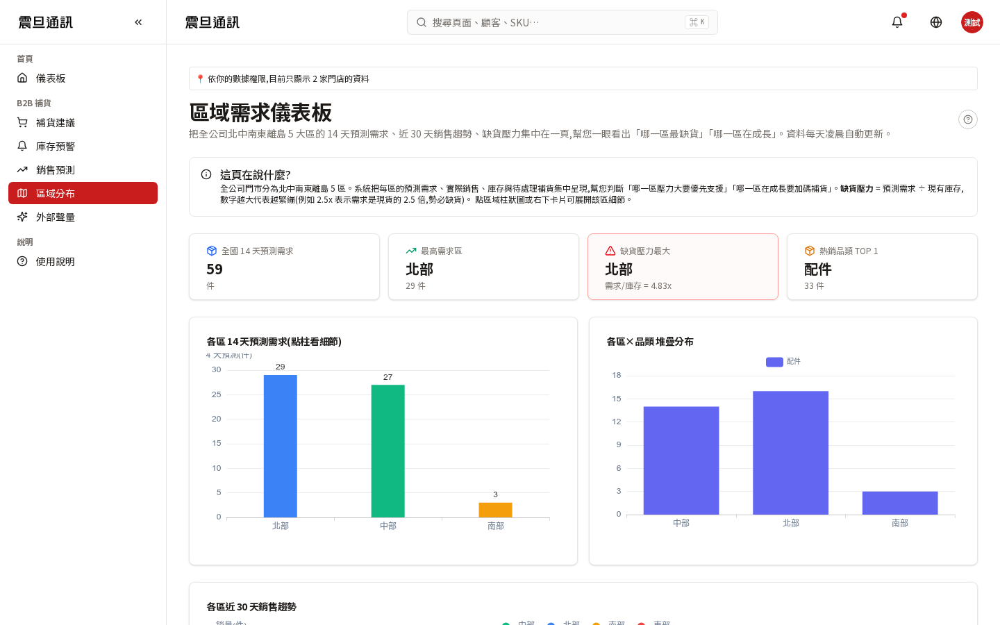 震旦通訊
震旦通訊
搜尋頁面、顧客、SKU…
⌘ K
測試
首頁
儀表板
B2B 補貨
補貨建議
庫存預警
銷售預測
區域分布
外部聲量
說明
使用說明
📍 依你的數據權限,目前只顯示 2 家門店的資料
區域需求儀表板
把全公司北中南東離島 5 大區的 14 天預測需求、近 30 天銷售趨勢、缺貨壓力集中在一頁,幫您一眼看出「哪一區最缺貨」「哪一區在成長」。資料每天凌晨自動更新。
這頁在說什麼?
全公司門市分為北中南東離島 5 區。系統把每區的預測需求、實際銷售、庫存與待處理補貨集中呈現,幫您判斷「哪一區壓力大要優先支援」「哪一區在成長要加碼補貨」。缺貨壓力 = 預測需求 ÷ 現有庫存,
數字越大代表越緊繃(例如 2.5x 表示需求是現貨的 2.5 倍,勢必缺貨)。 點區域柱狀圖或右下卡片可展開該區細節。
全國 14 天預測需求
59
件
最高需求區
北部
29 件
缺貨壓力最大
北部
需求/庫存 = 4.83x
熱銷品類 TOP 1
配件
33 件
各區 14 天預測需求(點柱看細節)
4 天預測(件)
30
25
20
15
10
5
0
29
27
3
北部
中部
南部
各區×品類 堆疊分布
配件
18
15
12
9
6
3
0
中部
北部
南部
各區近 30 天銷售趨勢
銷量(件)
中部
北部
南部
東部